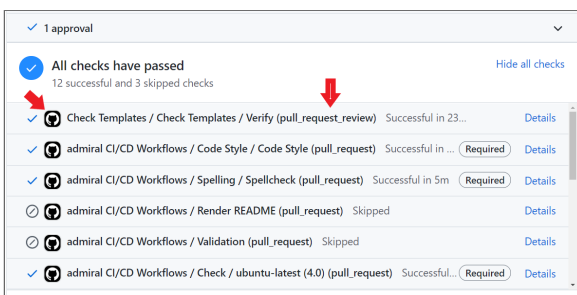 1 approval
All checks have passed
Hide all checks
12 successful and 3 skipped checks
Check Templates / Check Templates / Verify (pull_request_review) Successful in 23... Details
admiral CI/CD Workflows / Code Style / Code Style (pull_request) Successful in ... Required Details
admiral CI/CD Workflows / Spelling / Spellcheck (pull_request) Successful in 5m Required Details
admiral CI/CD Workflows / Render README (pull_request) Skipped Details
admiral CI/CD Workflows / Validation (pull_request) Skipped Details
admiral CI/CD Workflows / Check / ubuntu-latest (4.0) (pull_request) Successful... Required Details